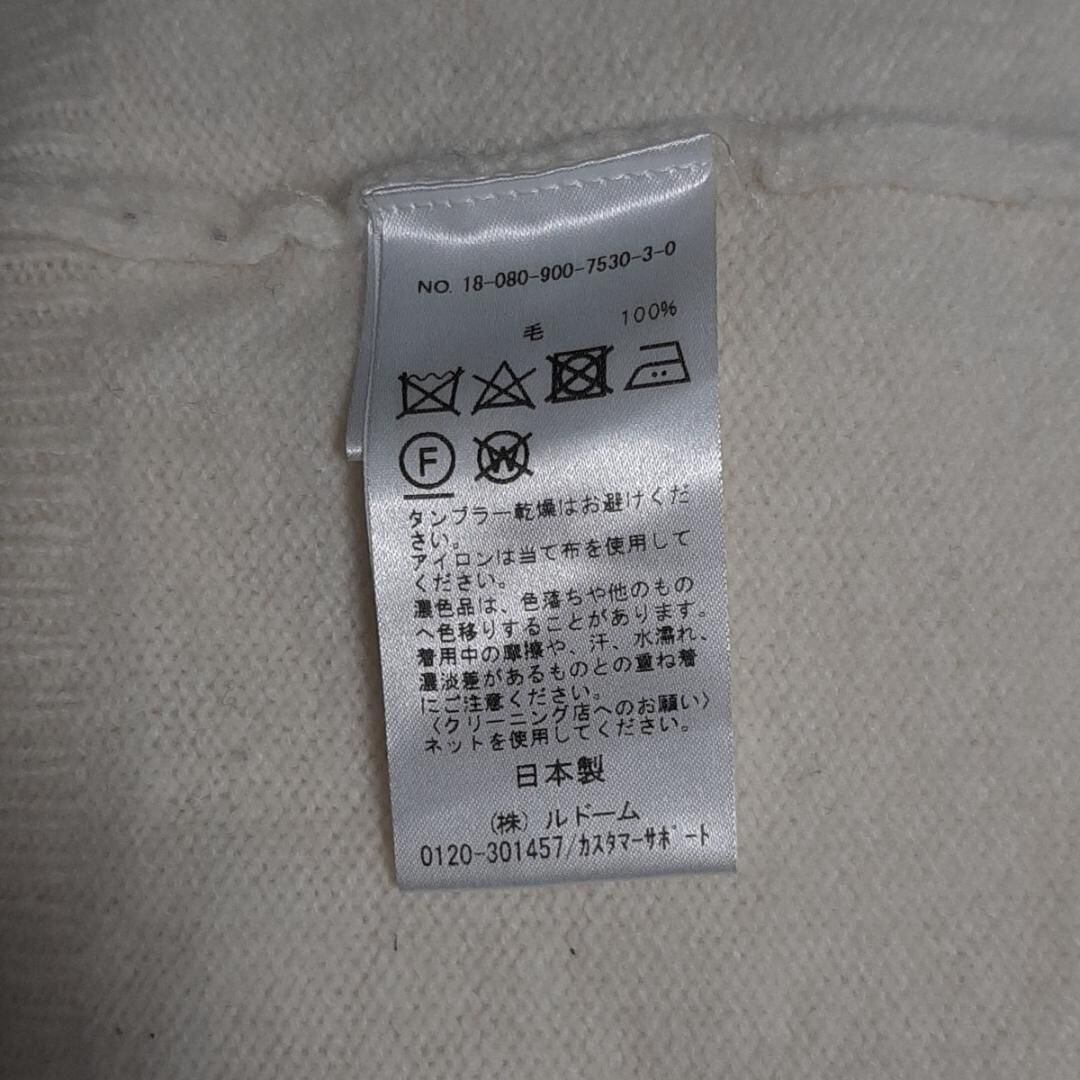 NO. 18-080-900-7530-3-0
毛 100%
F W
タンブラー乾燥はお避けくだ
さい。
アイロンは当て布を使用して
ください。
濃色品は、色落ちや他のもの
へ色移りすることがあります。
着用中の摩擦や、汗、水濡れ、
濃淡差があるものとの重ね着
にご注意ください。
〈クリーニング店へのお願い〉
ネットを使用してください。
日本製
(株) ルドーム
0120-301457/カスタマーサポート